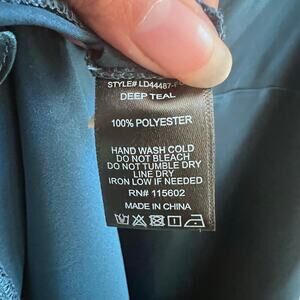 STYLE# LD44487-
DEEP TEAL
100% POLYESTER
HAND WASH COLD
DO NOT BLEACH
DO NOT TUMBLE DRY
LINE DRY
IRON LOW IF NEEDED
RN# 115602
MADE IN CHINA